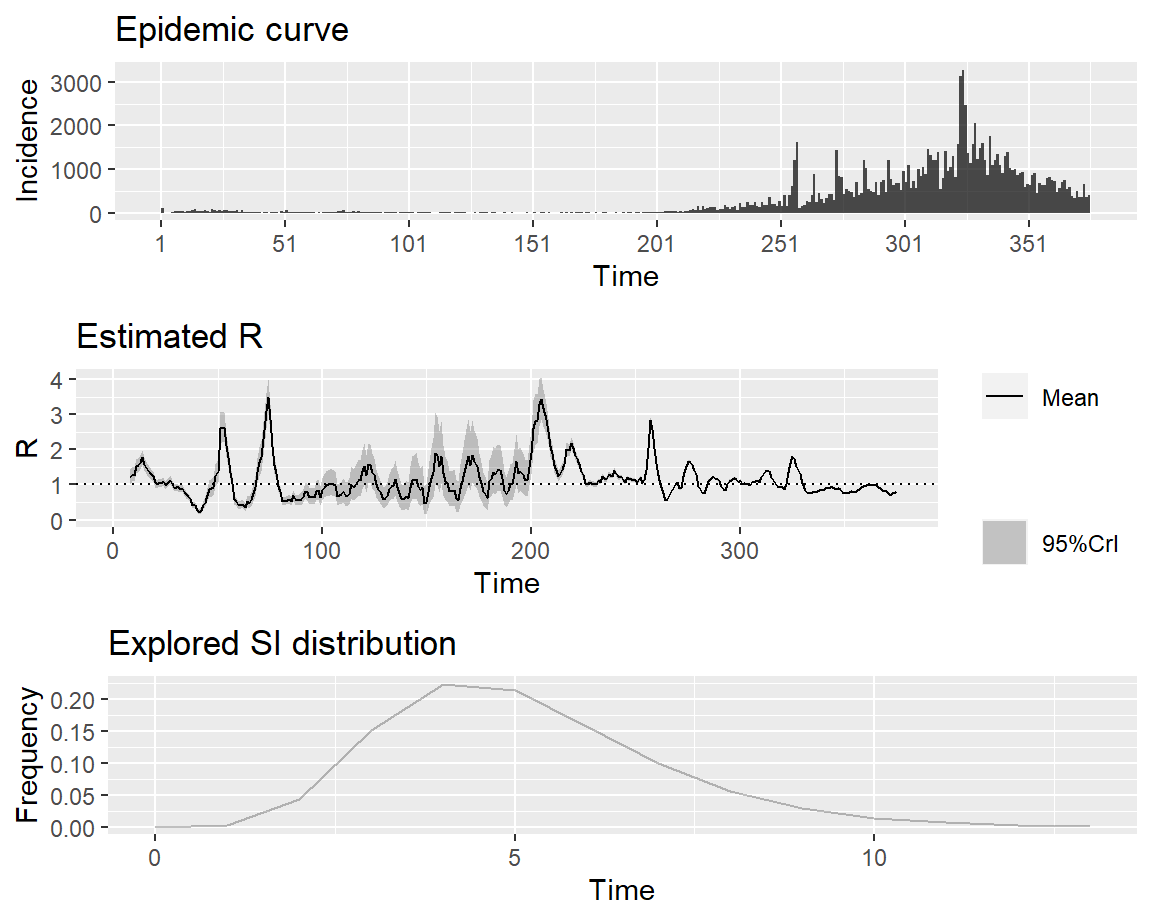 Epidemic curve
Incidence
3000
2000
1000
0
1 51 101 151 201 251 301 351
Time
Estimated R
R
4
3
2
1
0
0 100 200 300
Time
Mean
95%CrI
Explored SI distribution
Frequency
0.20
0.15
0.10
0.05
0.00
0 5 10
Time